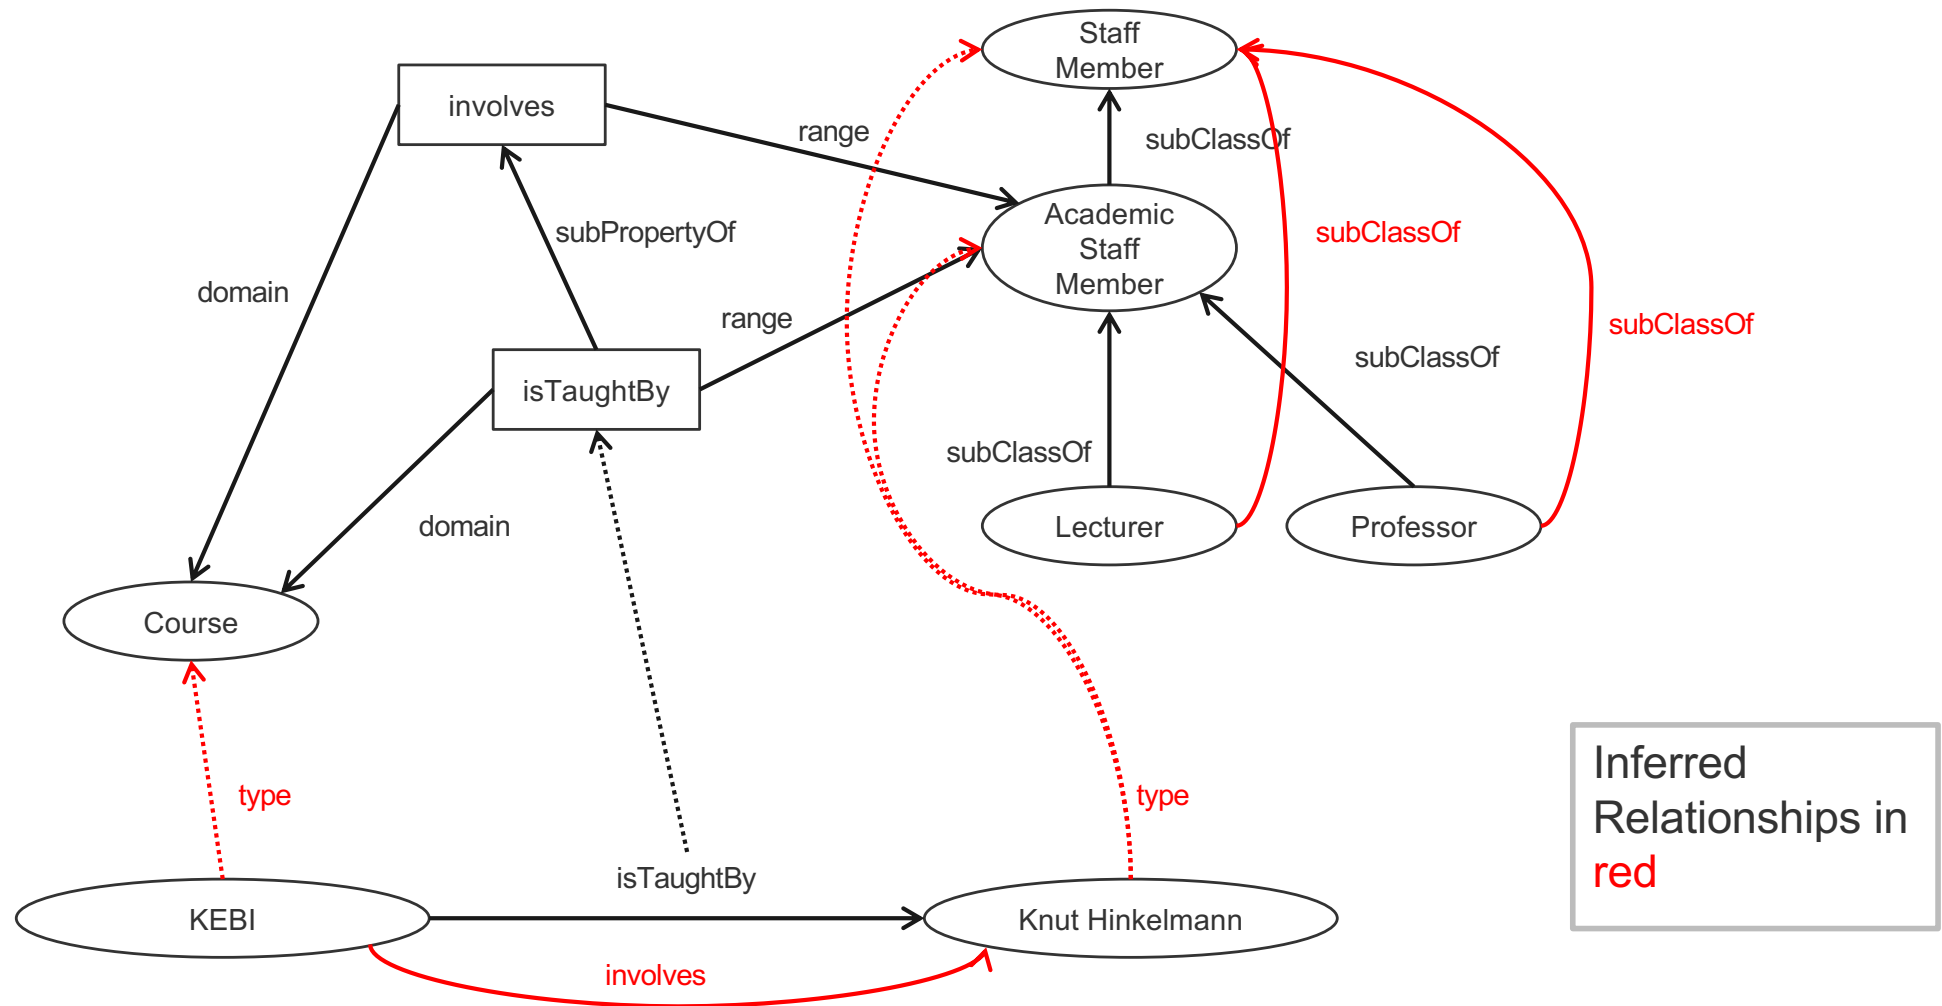 Staff
Member
involves
range
subClassOf
Academic
Staff
Member
subPropertyOf
subClassOf
domain
range
subClassOf
subClassOf
isTaughtBy
subClassOf
domain
Lecturer
Professor
Course
type
type
Inferred
Relationships in
red
isTaughtBy
KEBI
Knut Hinkelmann
involves